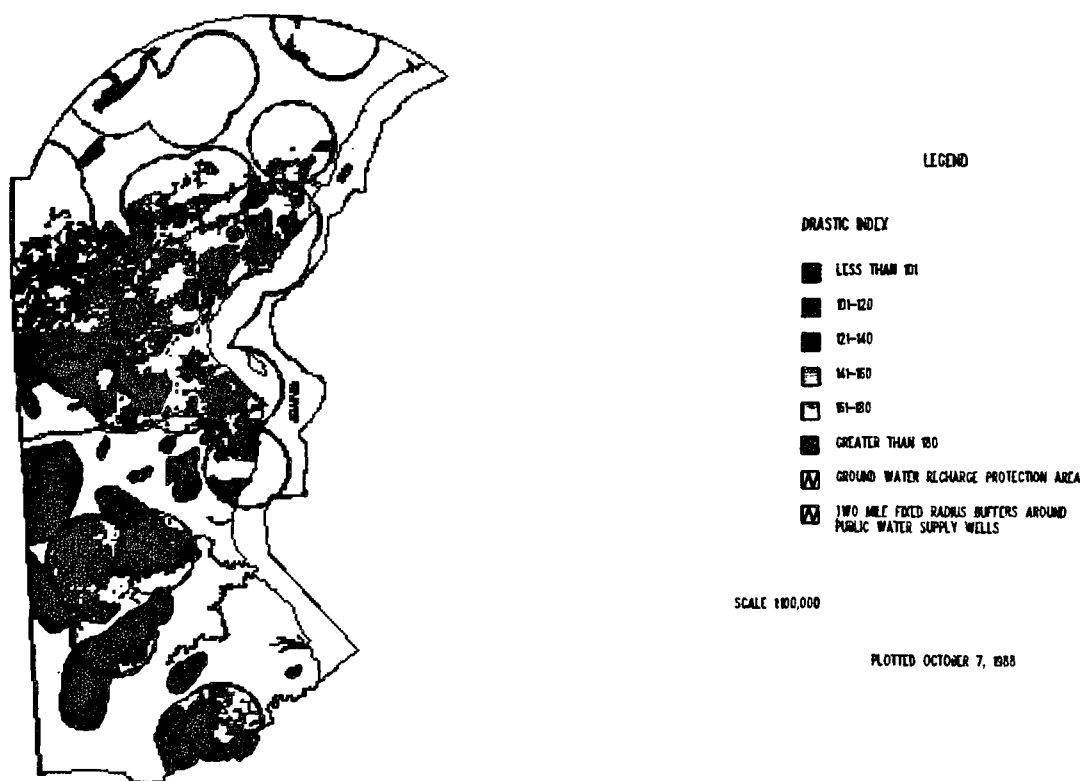 LEGEND
DRASTIC INDEX
LESS THAN 101
101-120
121-140
141-160
161-180
GREATER THAN 180
GROUND WATER RECHARGE PROTECTION AREA
TWO MILE FIXED RADIUS BUFFERS AROUND
PUBLIC WATER SUPPLY WELLS
SCALE 1:100,000
PLOTTED OCTOBER 7, 1988